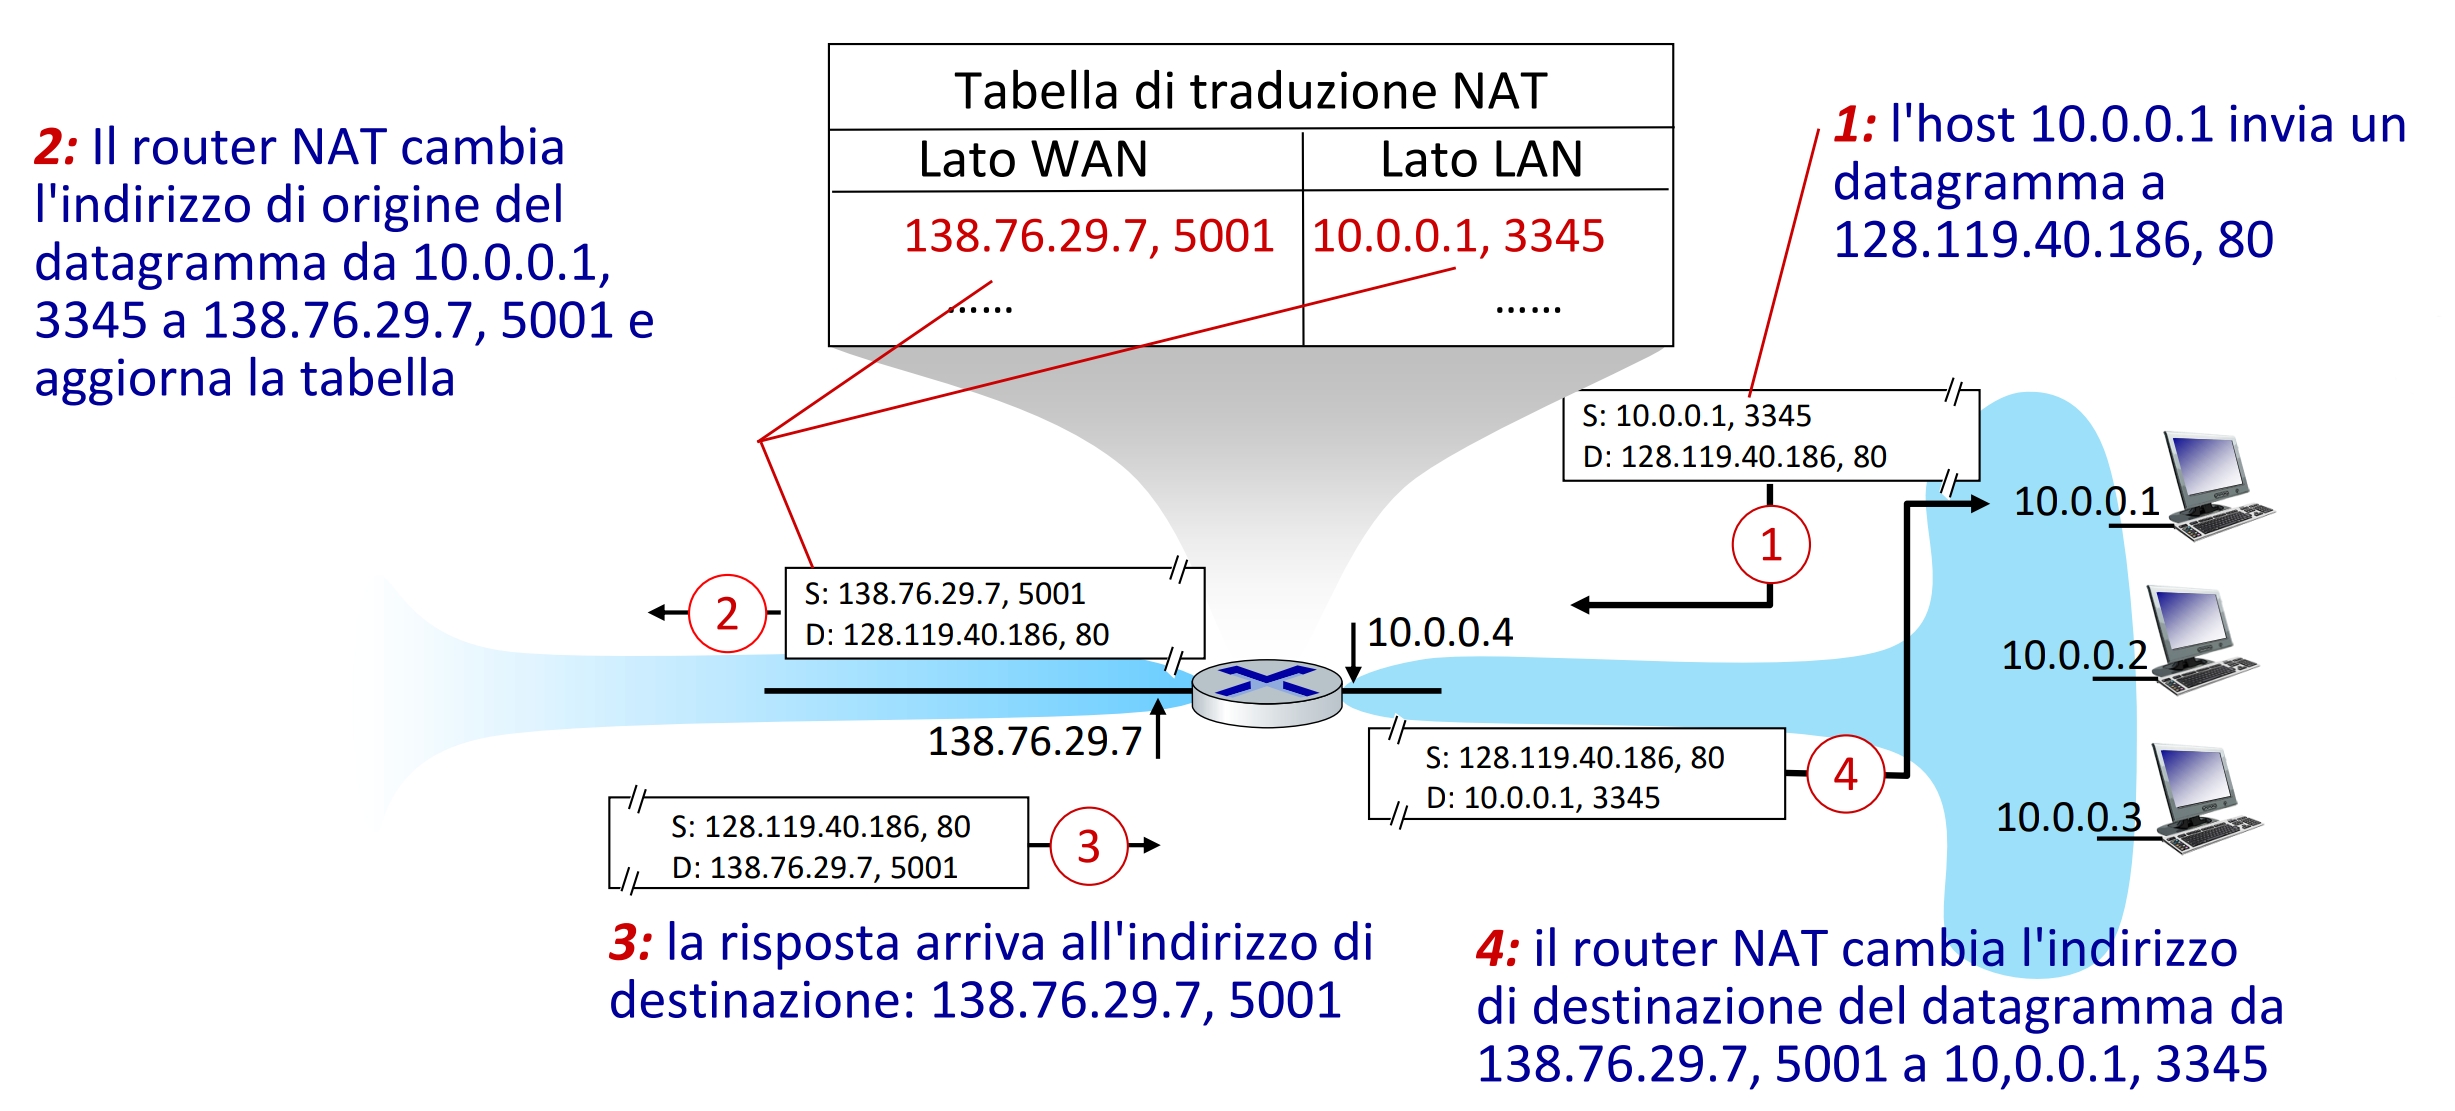 Tabella di traduzione NAT
Lato WAN Lato LAN
138.76.29.7, 5001 10.0.0.1, 3345
...... ......
2: Il router NAT cambia
l'indirizzo di origine del
datagramma da 10.0.0.1,
3345 a 138.76.29.7, 5001 e
aggiorna la tabella
1: l'host 10.0.0.1 invia un
datagramma a
128.119.40.186, 80
S: 10.0.0.1, 3345
D: 128.119.40.186, 80
1
10.0.0.1
2
S: 138.76.29.7, 5001
D: 128.119.40.186, 80
10.0.0.4
10.0.0.2
138.76.29.7
S: 128.119.40.186, 80
D: 10.0.0.1, 3345
4
10.0.0.3
S: 128.119.40.186, 80
D: 138.76.29.7, 5001
3
3: la risposta arriva all'indirizzo di
destinazione: 138.76.29.7, 5001
4: il router NAT cambia l'indirizzo
di destinazione del datagramma da
138.76.29.7, 5001 a 10,0.0.1, 3345